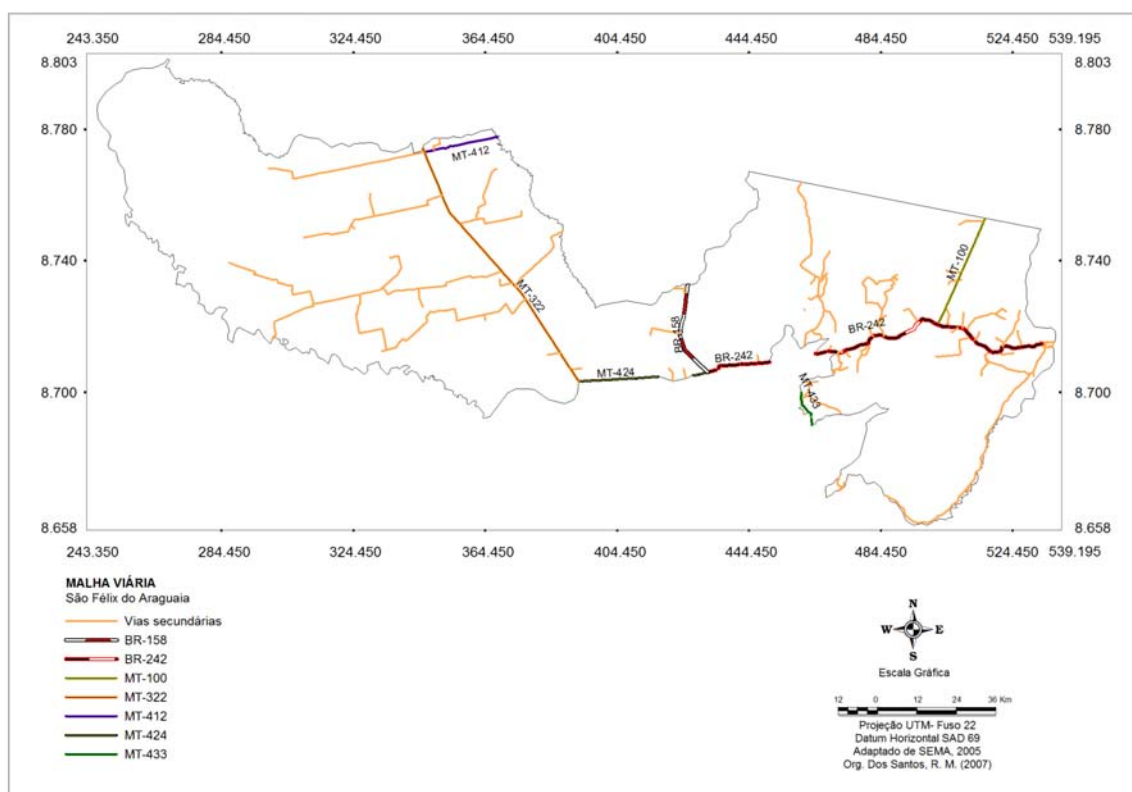 243.350 284.450 324.450 364.450 404.450 444.450 484.450 524.450 539.195
8.803 8.803
8.780 8.780
MT-412
8.740 8.740
MT-100
MT-322
BR-158
BR-242
BR-242
MT-424
8.700 8.700
MT-433
8.658 8.658
243.350 284.450 324.450 364.450 404.450 444.450 484.450 524.450 539.195
MALHA VIÁRIA
São Félix do Araguaia
Vias secundárias
BR-158
BR-242
MT-100
MT-322
MT-412
MT-424
MT-433
N
W E
S
Escala Gráfica
12 0 12 24 36 Km
Projeção UTM- Fuso 22
Datum Horizontal SAD 69
Adaptado de SEMA, 2005
Org. Dos Santos, R. M. (2007)